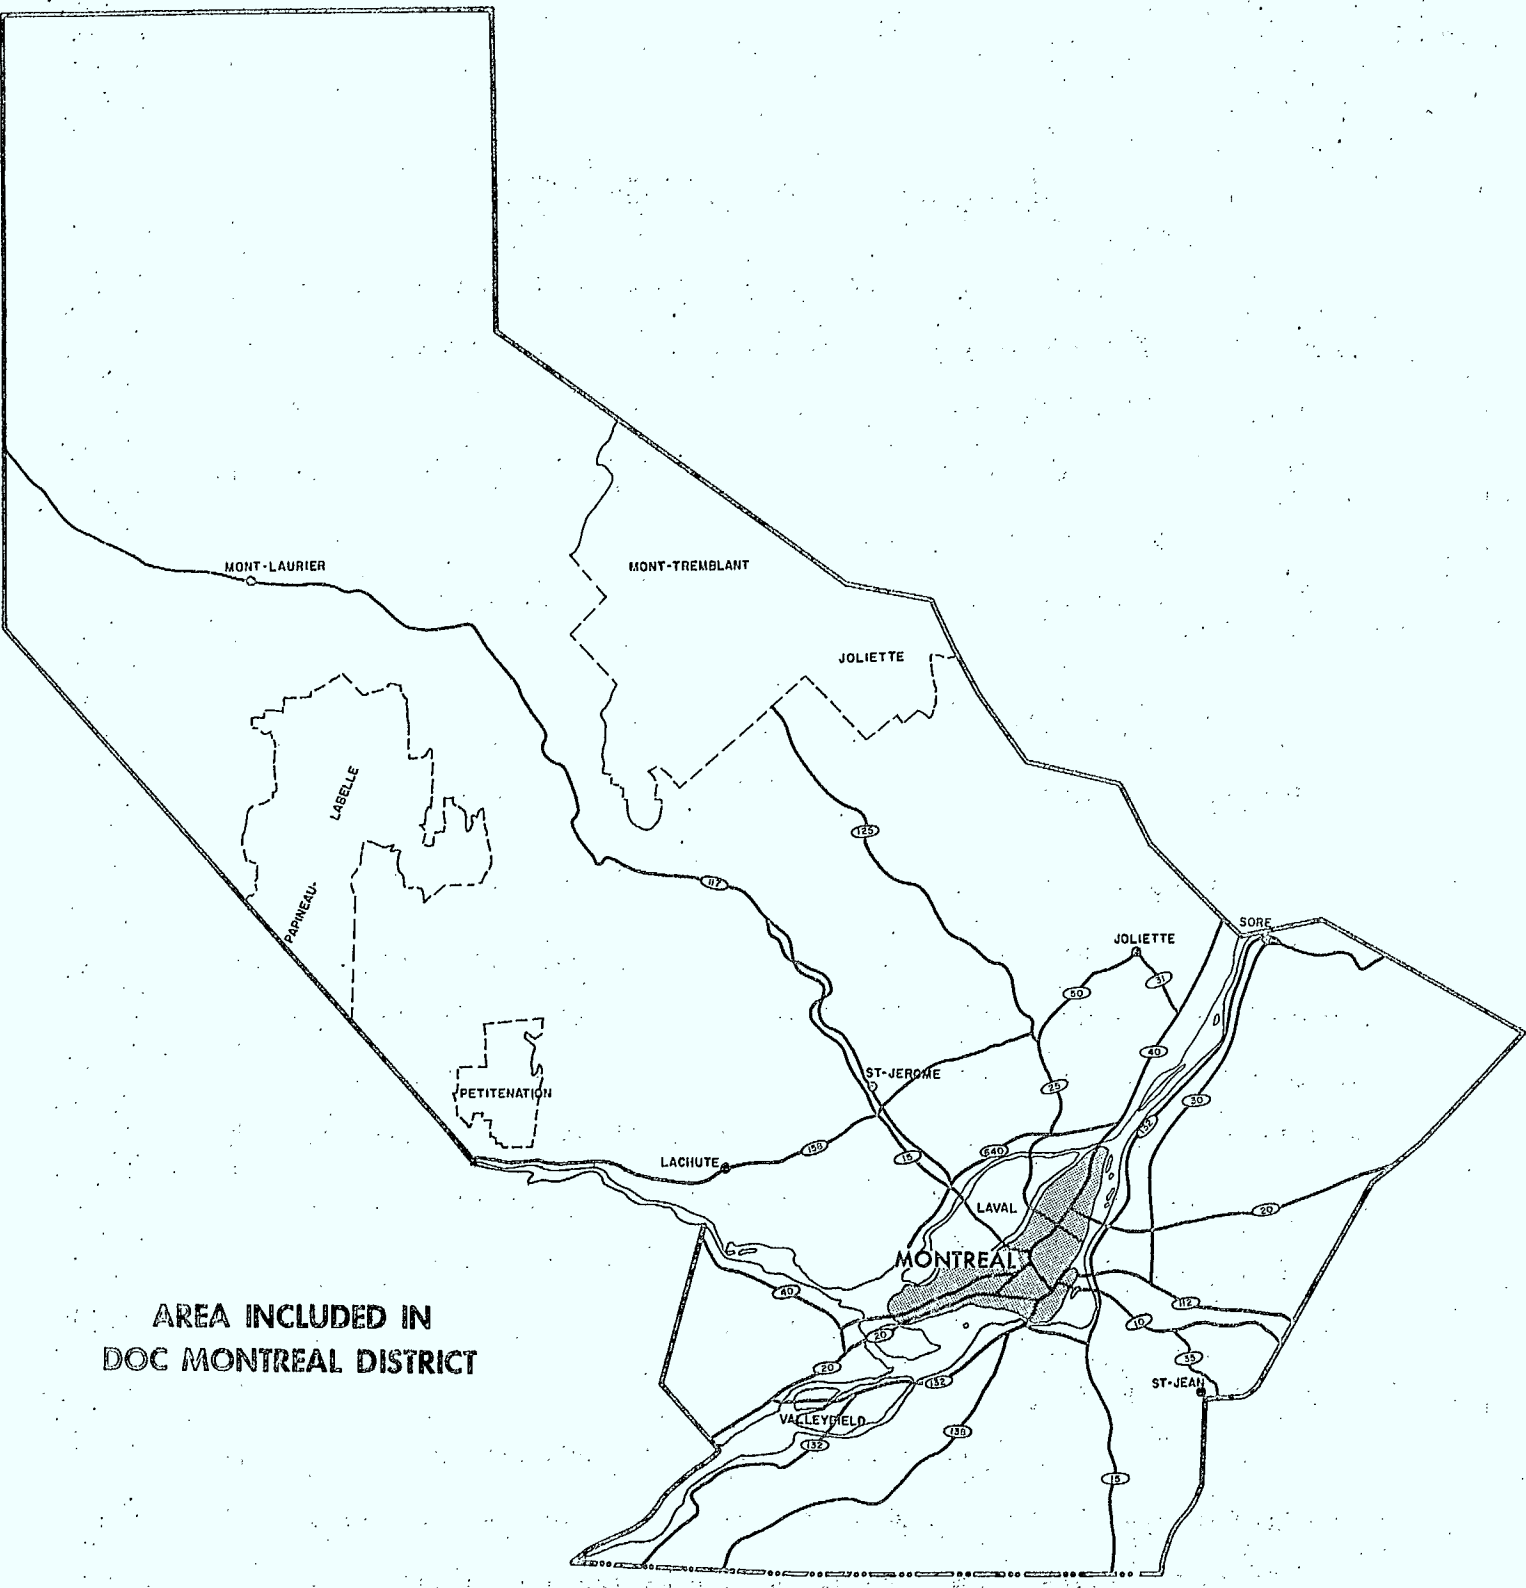 MONT-LAURIER
MONT-TREMBLANT
JOLIETTE
LABELLE
PAPINEAU-
125
117
SORE
JOLIETTE
31
50
40
PETITENATION
ST-JEROME
25
30
132
158
LACHUTE
15
640
LAVAL
20
MONTREAL
40
112
10
20
35
20
132
ST-JEAN
VALLEYFIELD
132
138
15
AREA INCLUDED IN
DOC MONTREAL DISTRICT